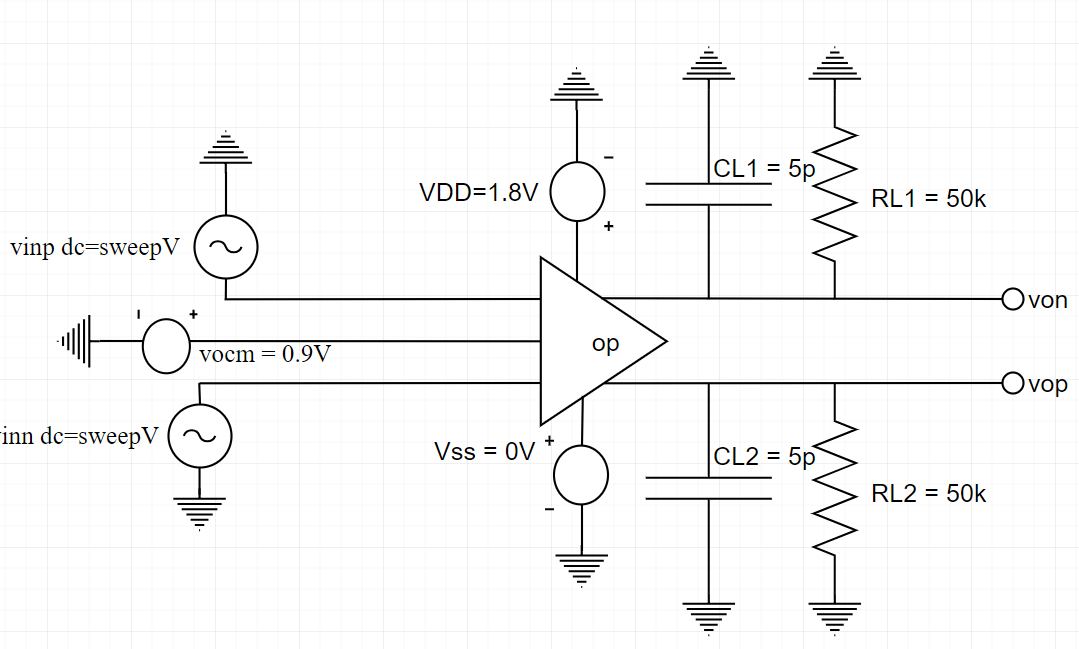 CL1 = 5p
VDD=1.8V
-
RL1 = 50k
+
vinp dc=sweepV
von
-
+
op
vocm = 0.9V
vop
inn dc=sweepV
Vss = 0V
+
CL2 = 5p
-
RL2 = 50k